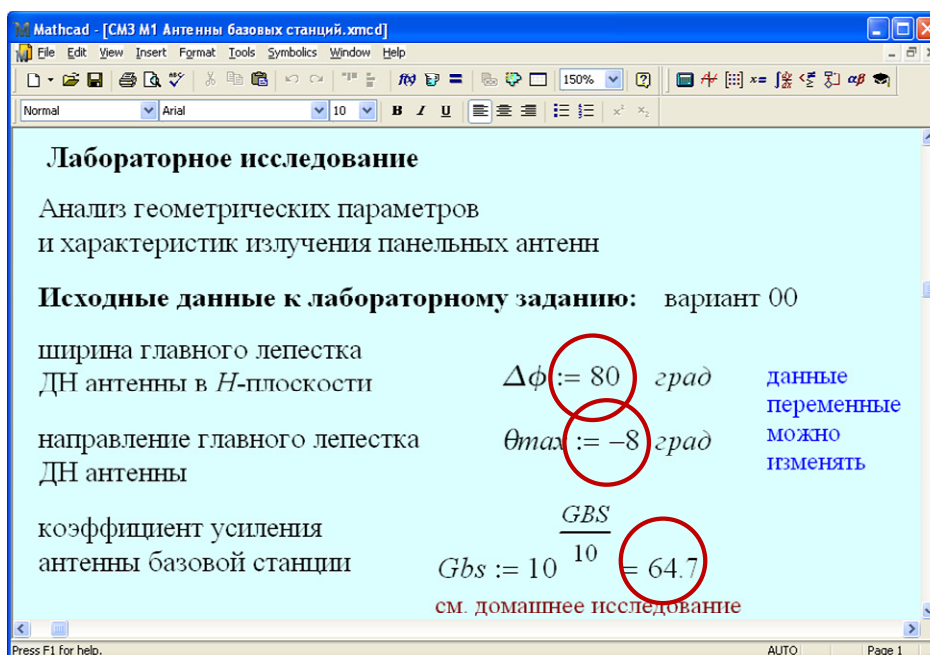 Mathcad - [СМЗ М1 Антенны базовых станций.xmcd]
File Edit View Insert Format Tools Symbolics Window Help
150%
Normal Arial 10 B I U
Лабораторное исследование
Анализ геометрических параметров
и характеристик излучения панельных антенн
Исходные данные к лабораторному заданию: вариант 00
ширина главного лепестка
ДН антенны в H-плоскости
Δϕ := 80 град
данные
переменные
можно
изменять
направление главного лепестка
ДН антенны
θmax := −8 град
коэффициент усиления
антенны базовой станции
Gbs := 10^(GBS/10) = 64.7
см. домашнее исследование
Press F1 for help. AUTO Page 1